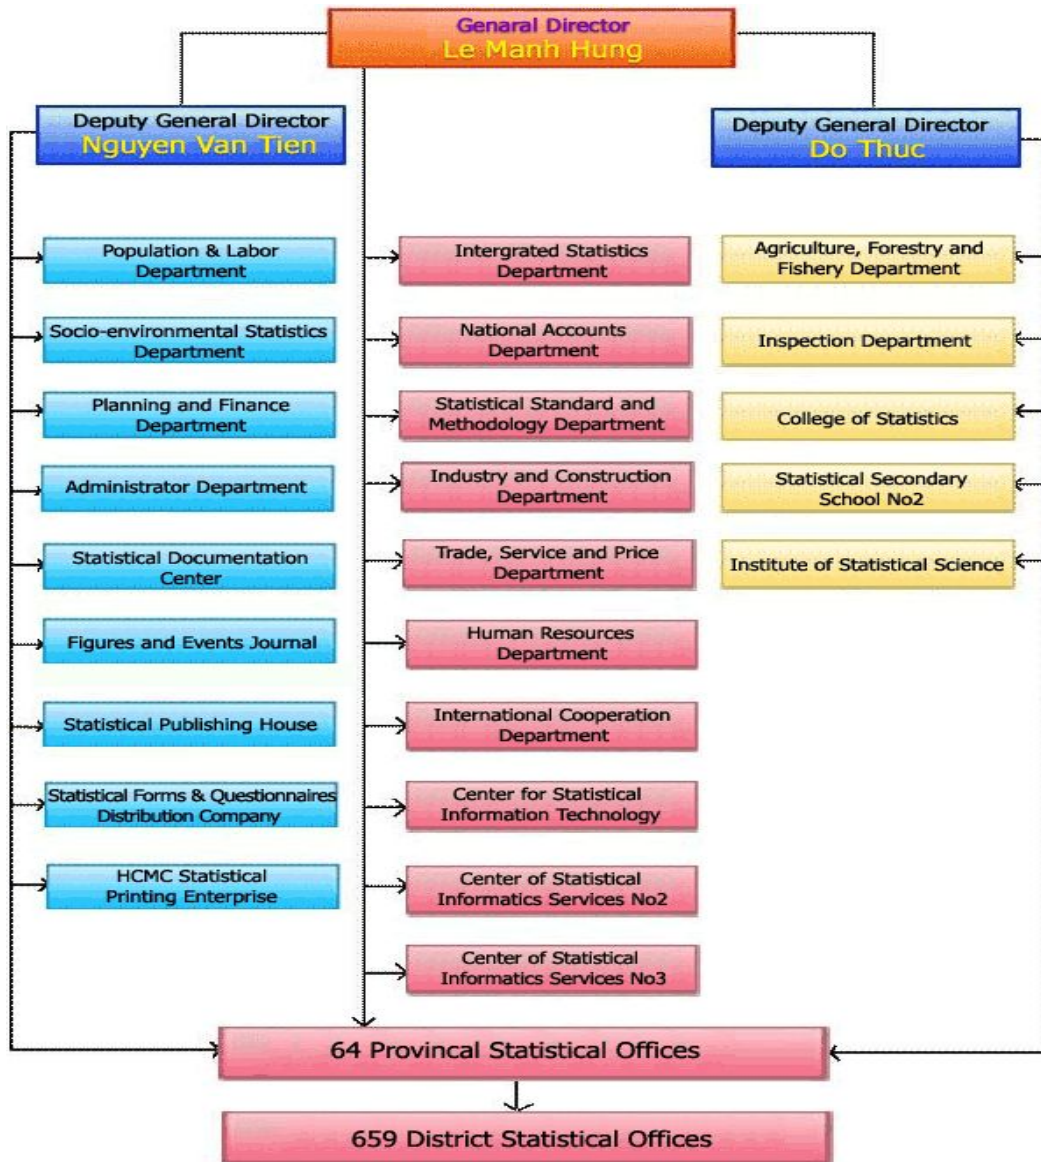 Genaral Director
Le Manh Hung
Deputy General Director
Nguyen Van Tien
Deputy General Director
Do Thuc
Population & Labor
Department
Socio-environmental Statistics
Department
Planning and Finance
Department
Administrator Department
Statistical Documentation
Center
Figures and Events Journal
Statistical Publishing House
Statistical Forms & Questionnaires
Distribution Company
HCMC Statistical
Printing Enterprise
Intergrated Statistics
Department
National Accounts
Department
Statistical Standard and
Methodology Department
Industry and Construction
Department
Trade, Service and Price
Department
Human Resources
Department
International Cooperation
Department
Center for Statistical
Information Technology
Center of Statistical
Informatics Services No2
Center of Statistical
Informatics Services No3
Agriculture, Forestry and
Fishery Department
Inspection Department
College of Statistics
Statistical Secondary
School No2
Institute of Statistical Science
64 Provincal Statistical Offices
659 District Statistical Offices